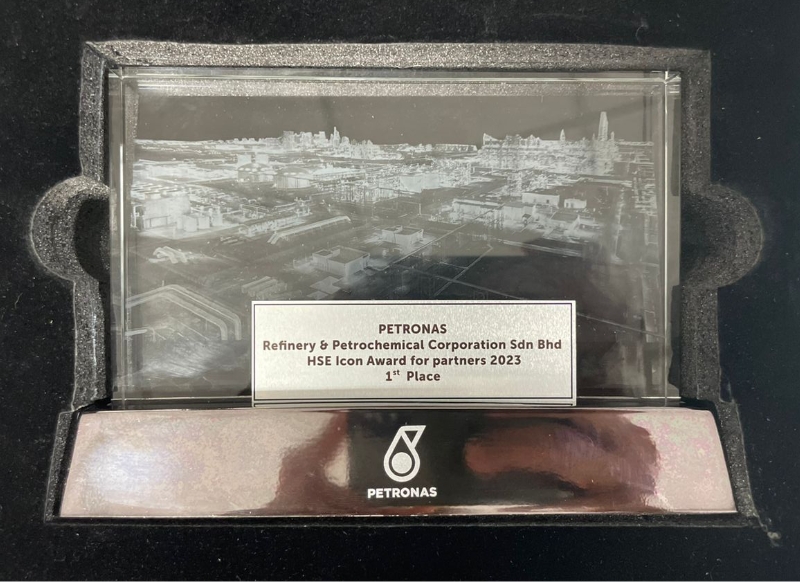 PETRONAS
Refinery & Petrochemical Corporation Sdn Bhd
HSE Icon Award for partners 2023
1st Place
PETRONAS